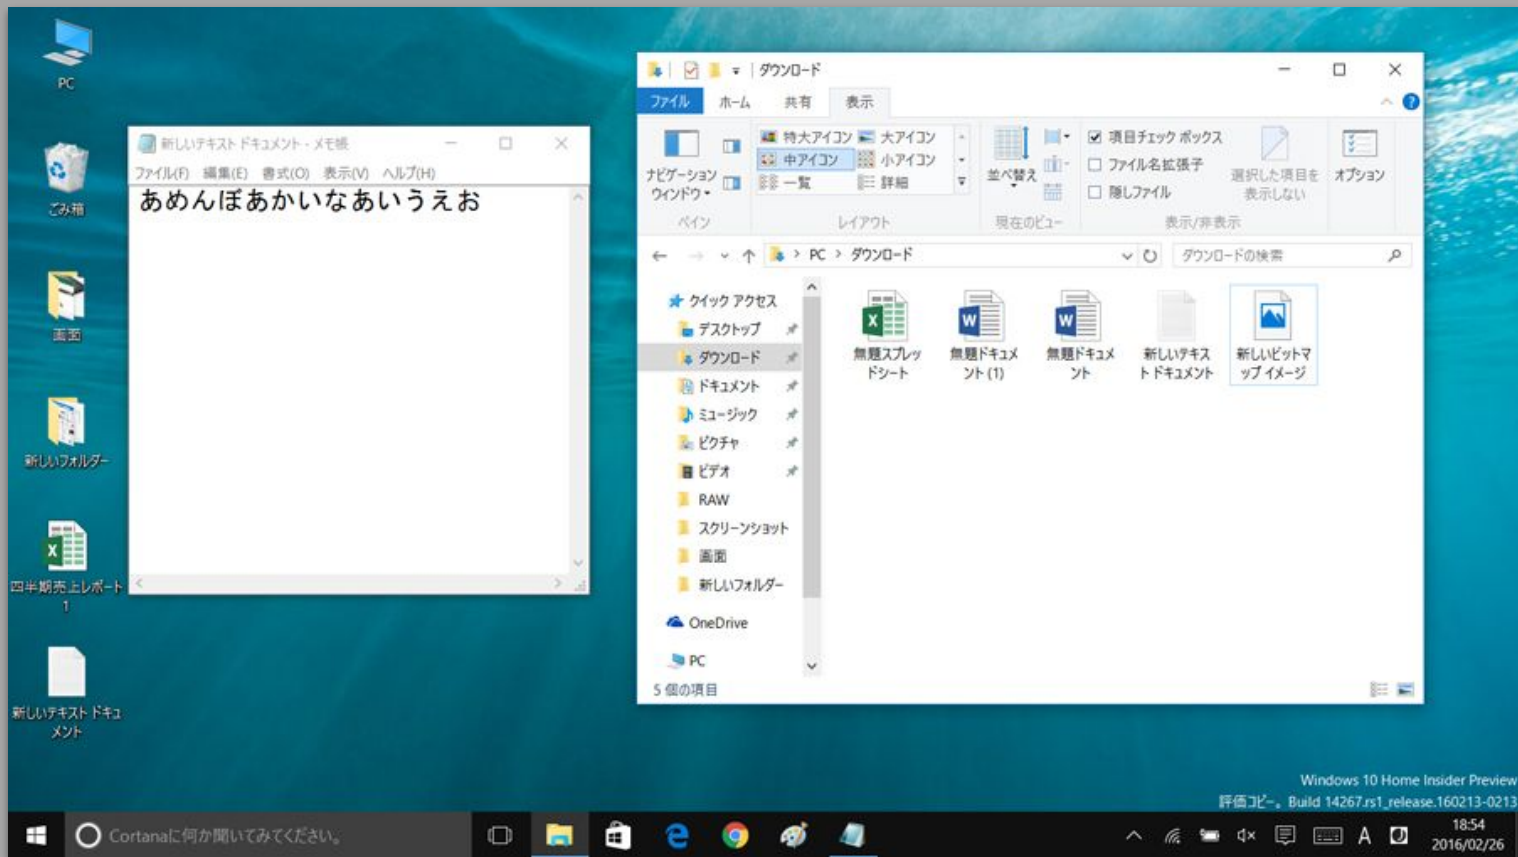 PC
ごみ箱
画面
新しいフォルダー
四半期売上レポート
1
新しいテキスト ドキュ
メント
新しいテキスト ドキュメント - メモ帳
ファイル(F) 編集(E) 書式(O) 表示(V) ヘルプ(H)
あめんぼあかいなあいうえお
ダウンロード
ファイル ホーム 共有 表示
ナビゲーション
ウィンドウ
ペイン
特大アイコン 大アイコン
中アイコン 小アイコン
一覧 詳細
レイアウト
並べ替え
現在のビュー
項目チェック ボックス
ファイル名拡張子
隠しファイル
選択した項目を
表示しない
表示/非表示
オプション
PC > ダウンロード
ダウンロードの検索
クイック アクセス
デスクトップ
ダウンロード
ドキュメント
ミュージック
ピクチャ
ビデオ
RAW
スクリーンショット
画面
新しいフォルダー
OneDrive
PC
無題スプレッ
ドシート
無題ドキュメ
ント (1)
無題ドキュメ
ント
新しいテキス
ト ドキュメント
新しいビットマ
ップ イメージ
5 個の項目
Windows 10 Home Insider Preview
評価コピー。Build 14267.rs1_release.160213-0213
Cortanaに何か聞いてみてください。
A
18:54
2016/02/26